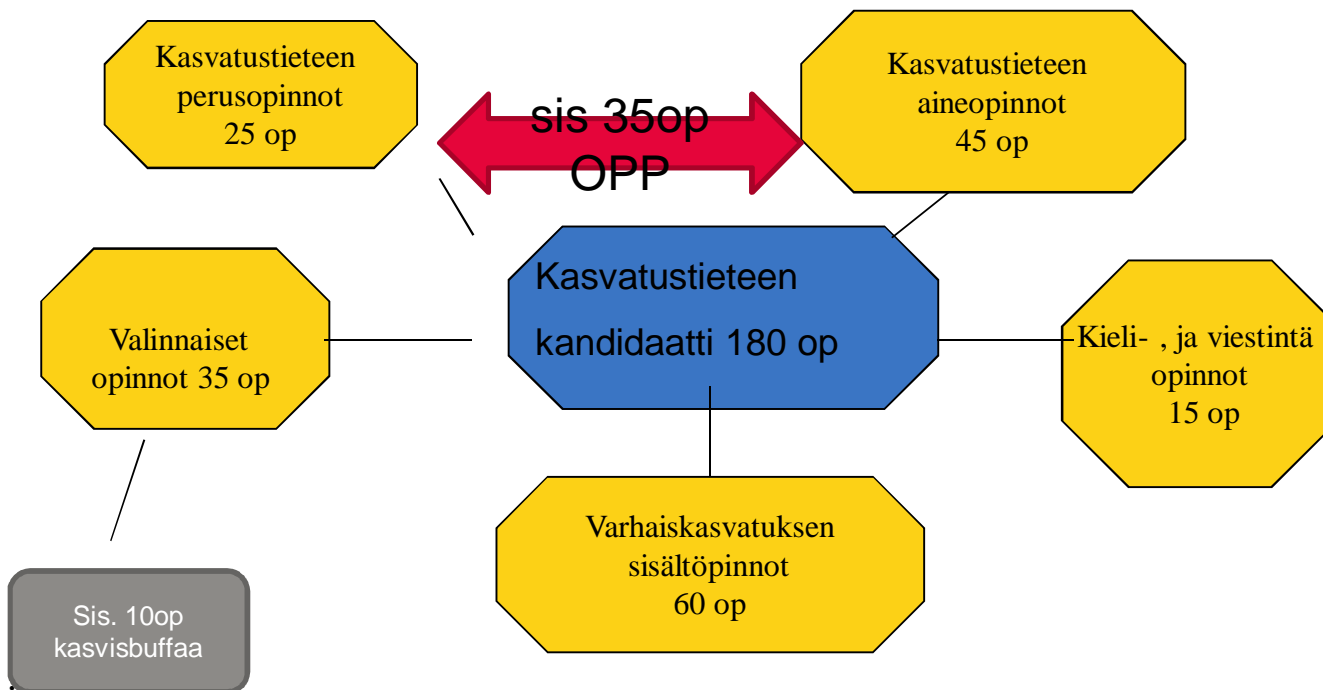 Kasvatustieteen
perusopinnot
25 op
sis 35op
OPP
Kasvatustieteen
aineopinnot
45 op
Valinnaiset
opinnot 35 op
Kasvatustieteen
kandidaatti 180 op
Kieli- , ja viestintä
opinnot
15 op
Varhaiskasvatuksen
sisältöpinnot
60 op
Sis. 10op
kasvisbuffaa